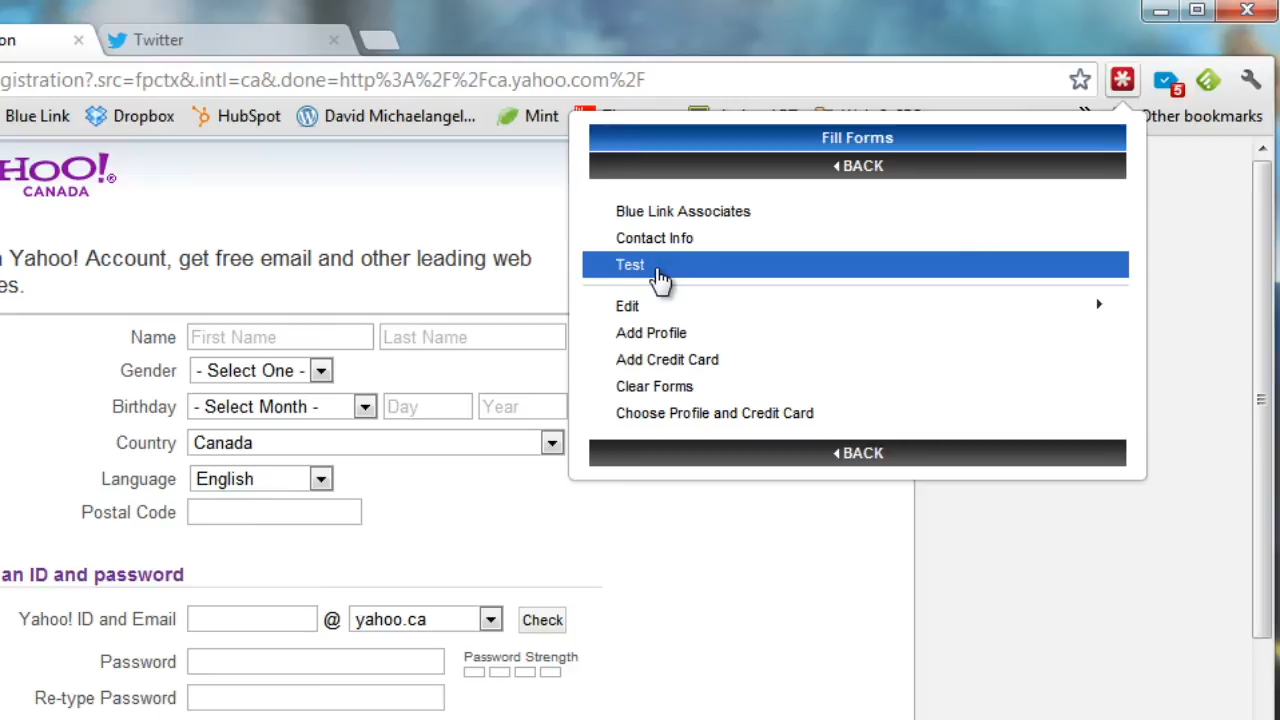 on
Twitter
gistration?.src=fpctx&.intl=ca&.done=http%3A%2F%2Fca.yahoo.com%2F
5
Blue Link Dropbox HubSpot David Michaelangel... Mint Other bookmarks
Fill Forms
BACK
HOO!
CANADA
Blue Link Associates
Contact Info
Test
Edit
Add Profile
Add Credit Card
Clear Forms
Choose Profile and Credit Card
BACK
a Yahoo! Account, get free email and other leading web
es.
Name First Name Last Name
Gender - Select One -
Birthday - Select Month - Day Year
Country Canada
Language English
Postal Code
an ID and password
Yahoo! ID and Email @ yahoo.ca Check
Password Password Strength
Re-type Password